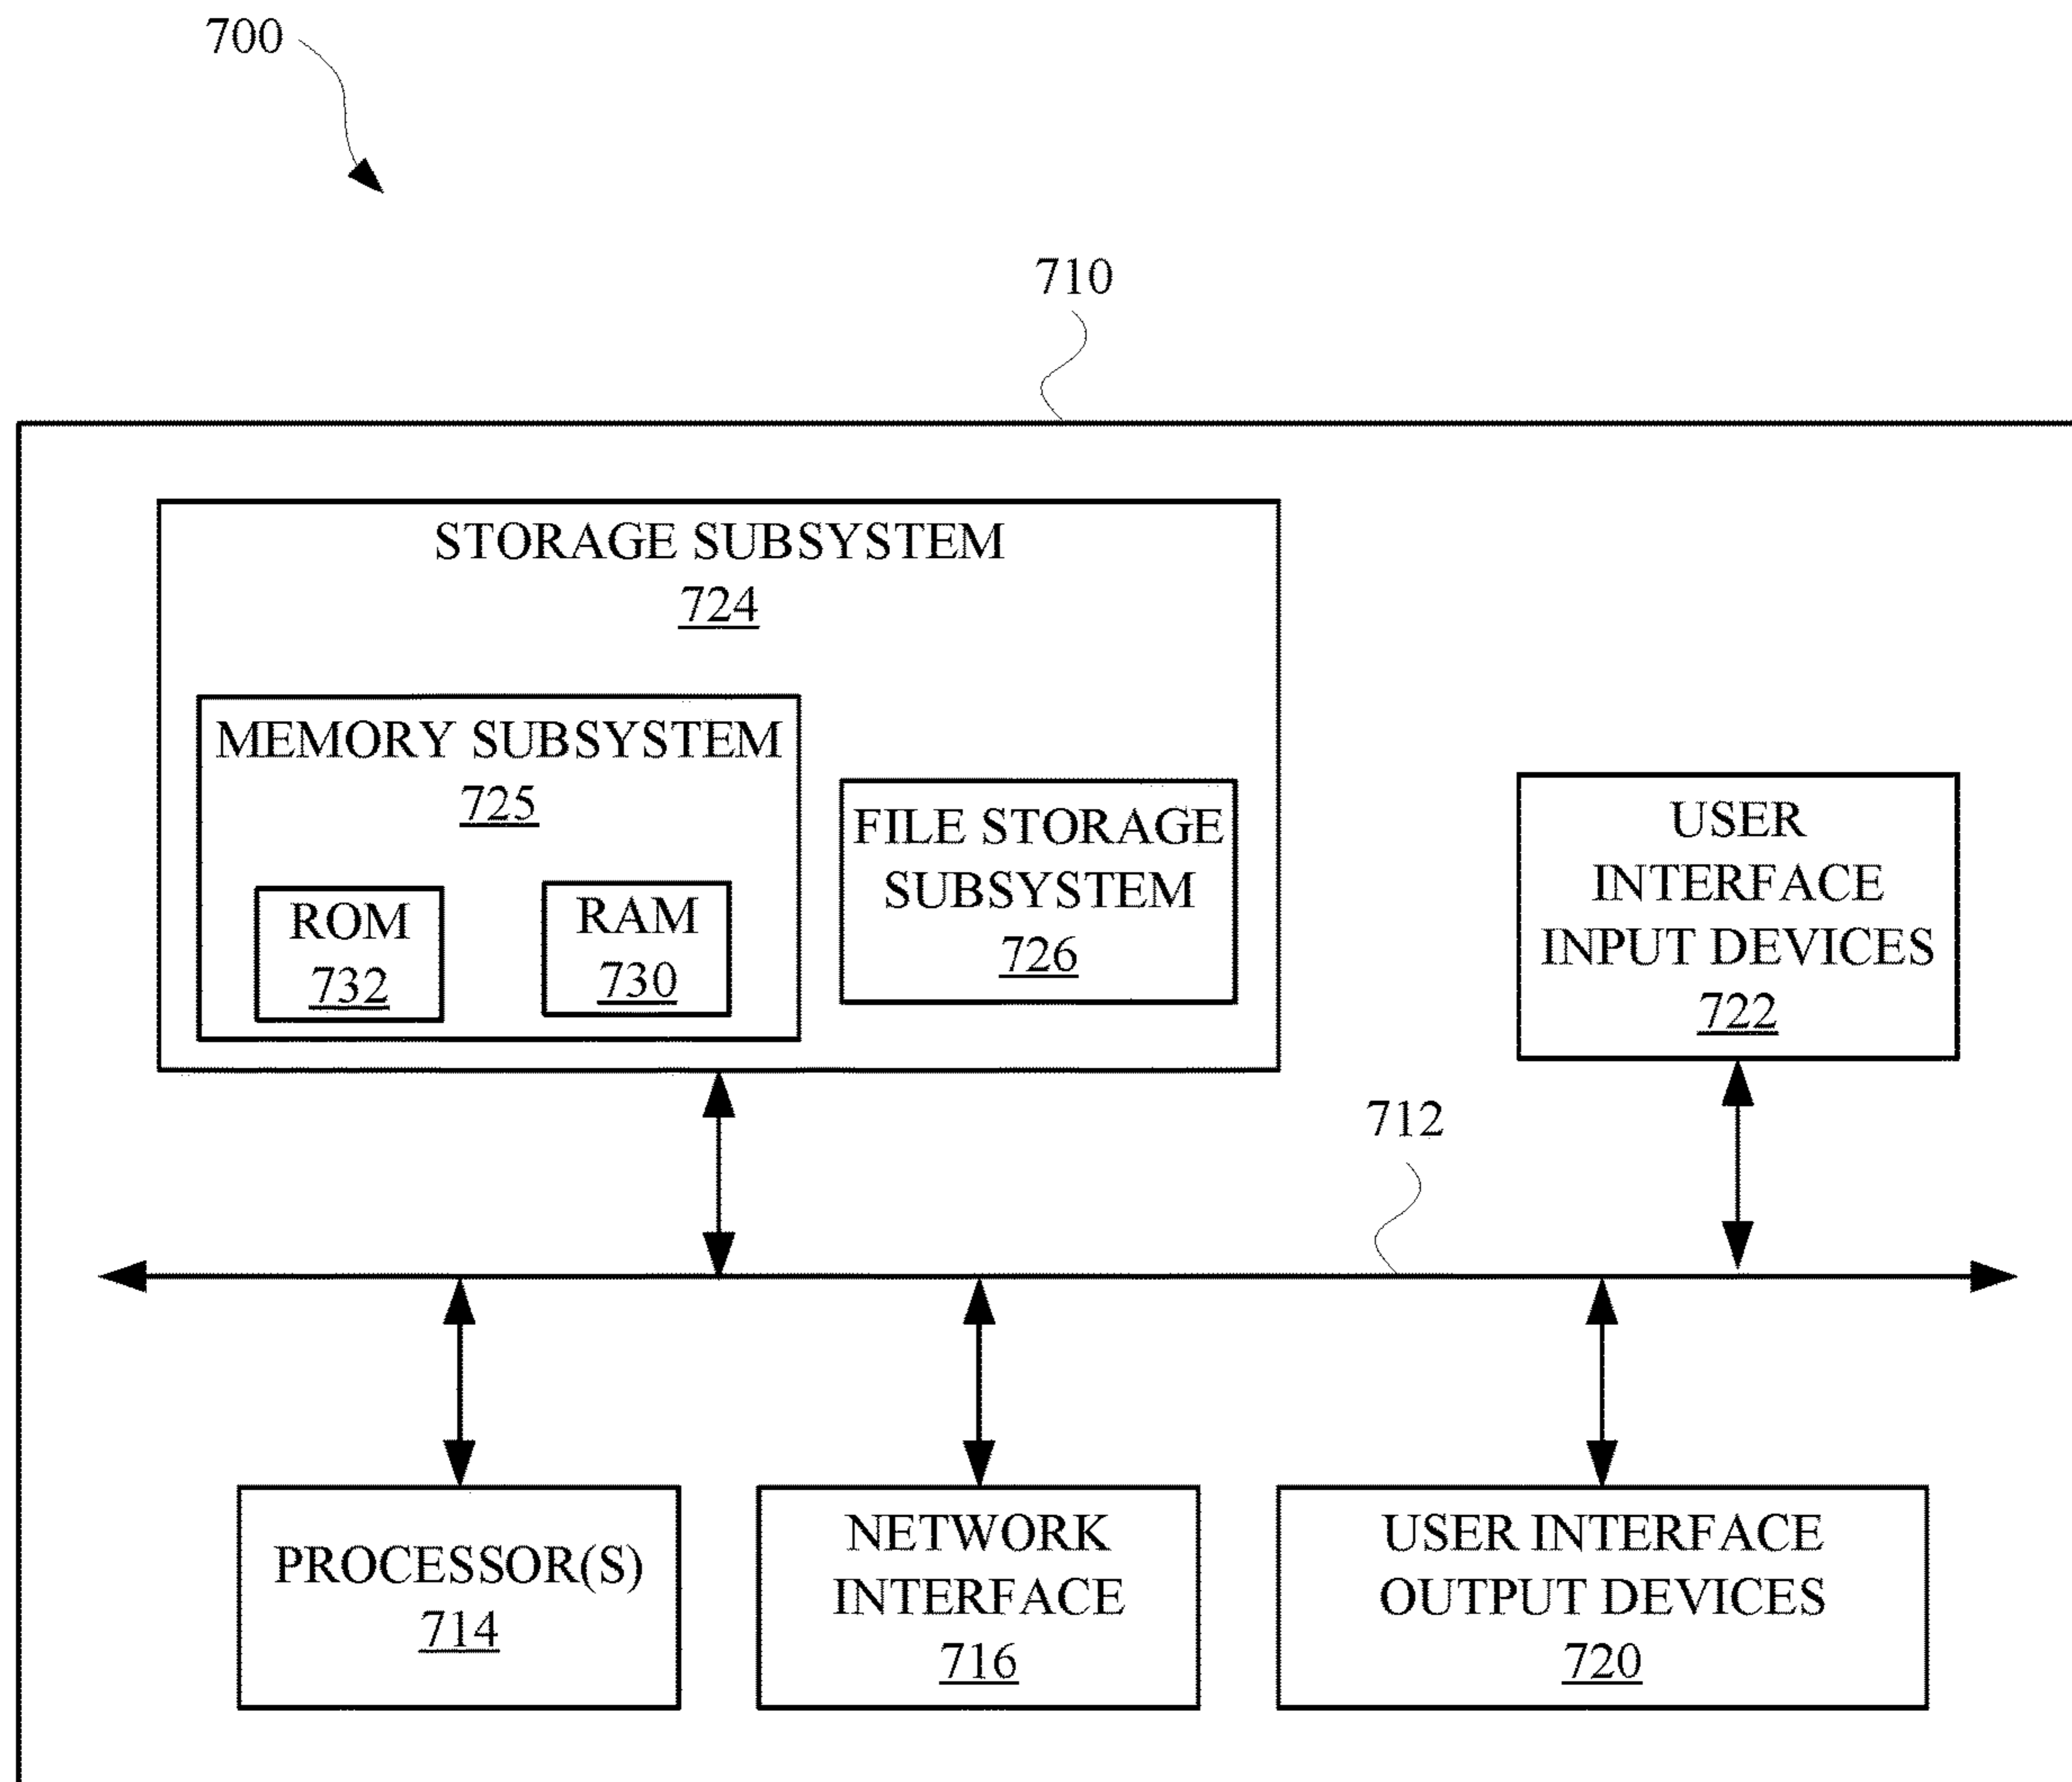 700
710
STORAGE SUBSYSTEM
724
MEMORY SUBSYSTEM
725
ROM
732
RAM
730
FILE STORAGE
SUBSYSTEM
726
USER
INTERFACE
INPUT DEVICES
722
712
PROCESSOR(S)
714
NETWORK
INTERFACE
716
USER INTERFACE
OUTPUT DEVICES
720